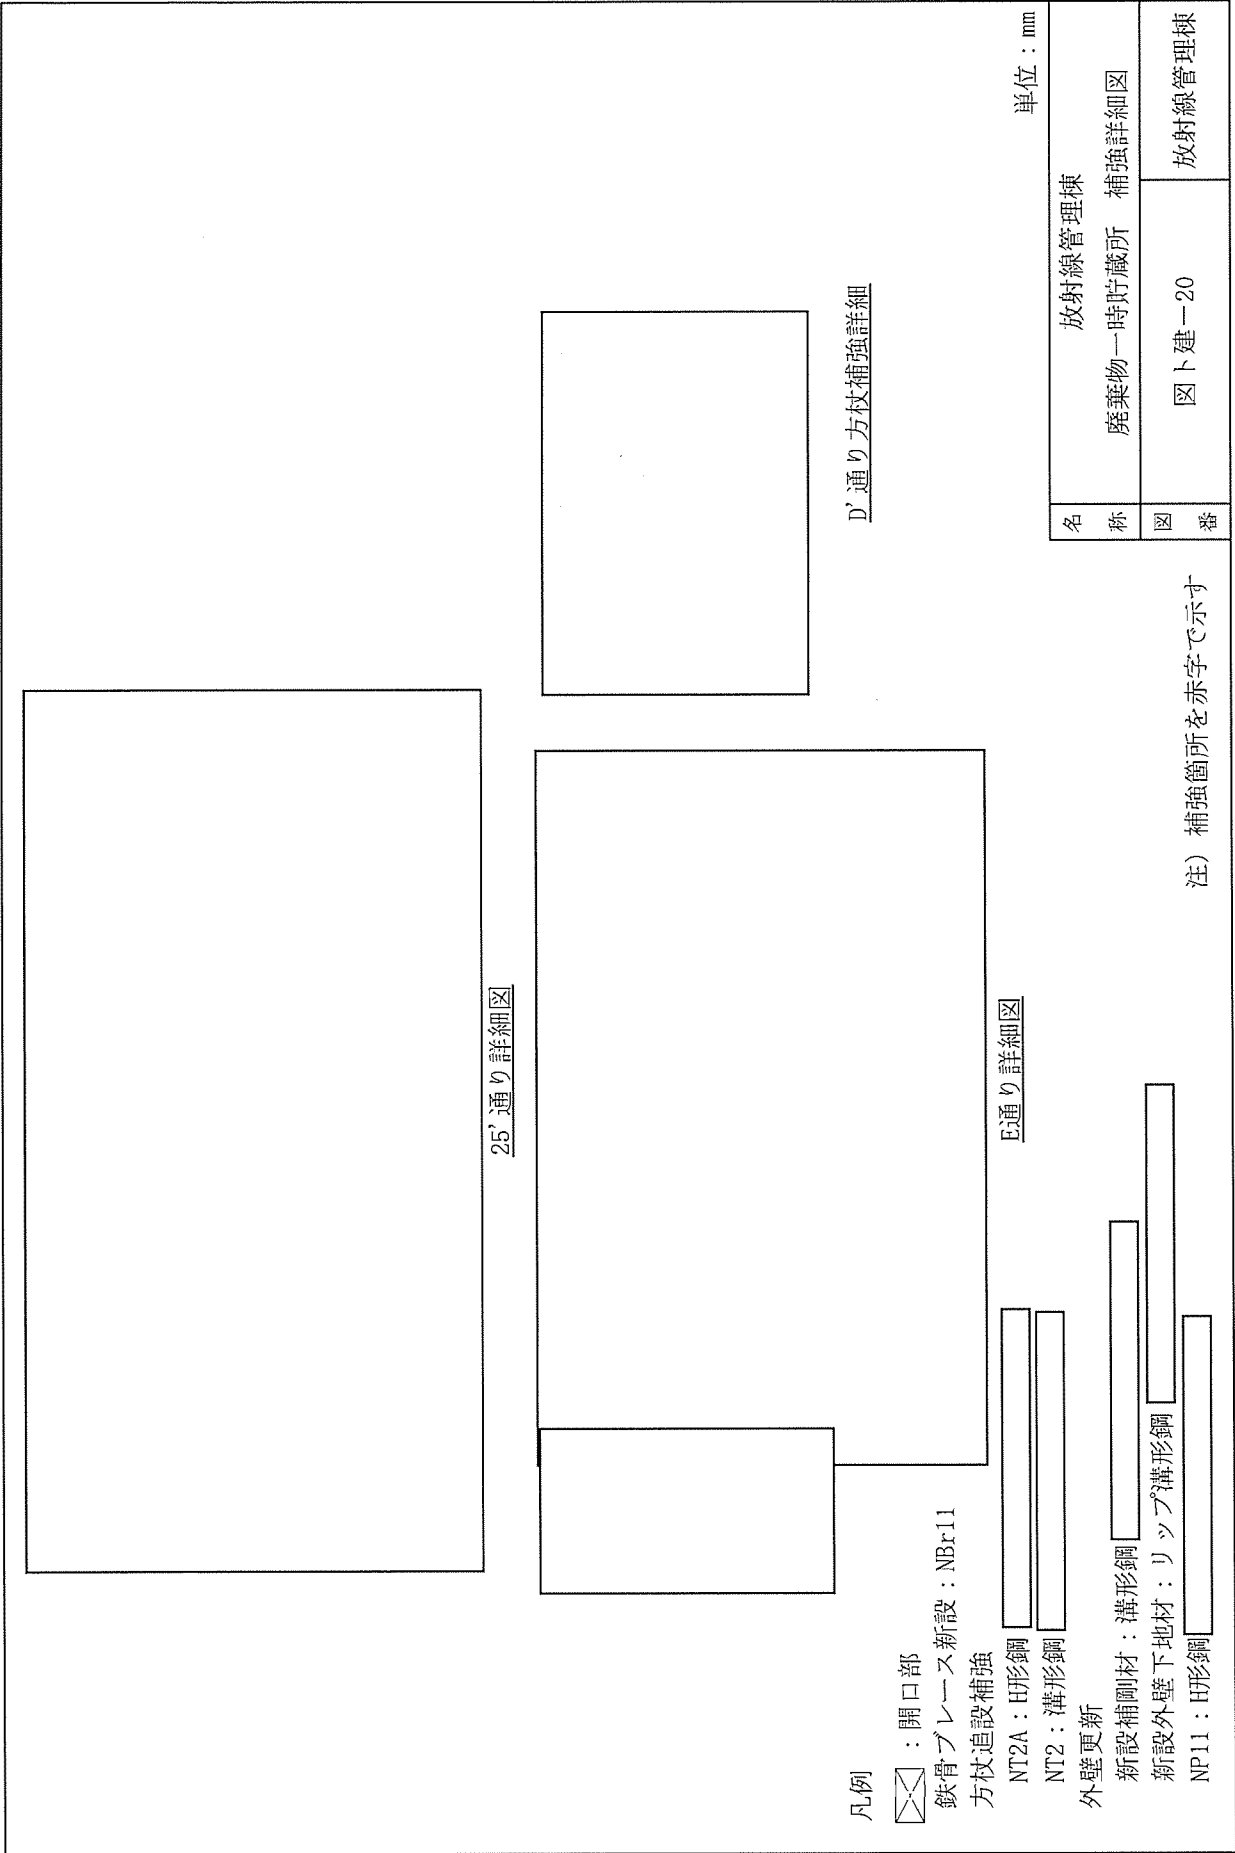 25’通り詳細図
E通り詳細図
D’通り方杖補強詳細
凡例
：開口部
鉄骨ブレース新設：NBr11
方杖追設補強
NT2A：H形鋼
NT2：溝形鋼
外壁更新
新設補剛材：溝形鋼
新設外壁下地材：リップ溝形鋼
NP11：H形鋼
注）補強箇所を赤字で示す
単位：mm
名称
放射線管理棟
廃棄物一時貯蔵所　補強詳細図
図番
図ト建－20
放射線管理棟